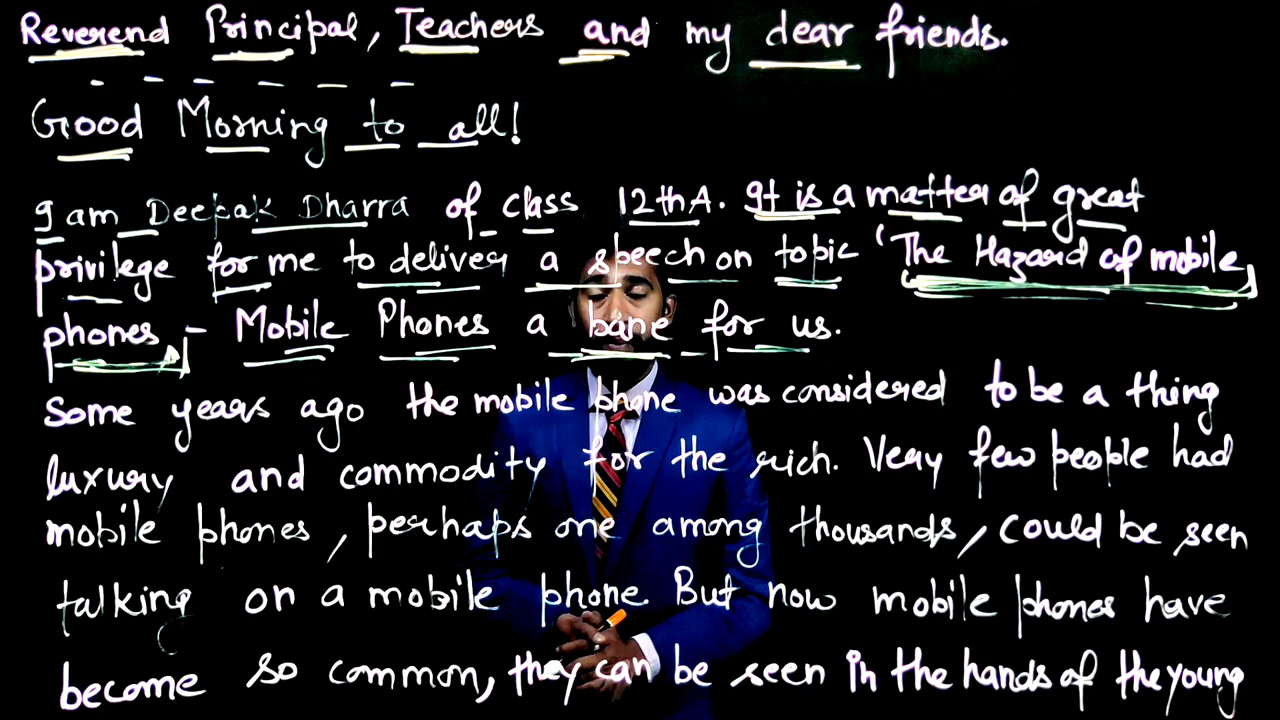 Reverend Principal, Teachers and my dear friends.
Good Morning to all!
I am Deepak Dharra of class 12th A. It is a matter of great
privilege for me to deliver a speech on topic 'The Hazard of mobile
phones - Mobile Phones a bane for us.
Some years ago the mobile phone was considered to be a thing
luxury and commodity for the rich. Very few people had
mobile phones, perhaps one among thousands, could be seen
talking on a mobile phone. But now mobile phones have
become so common, they can be seen in the hands of the young